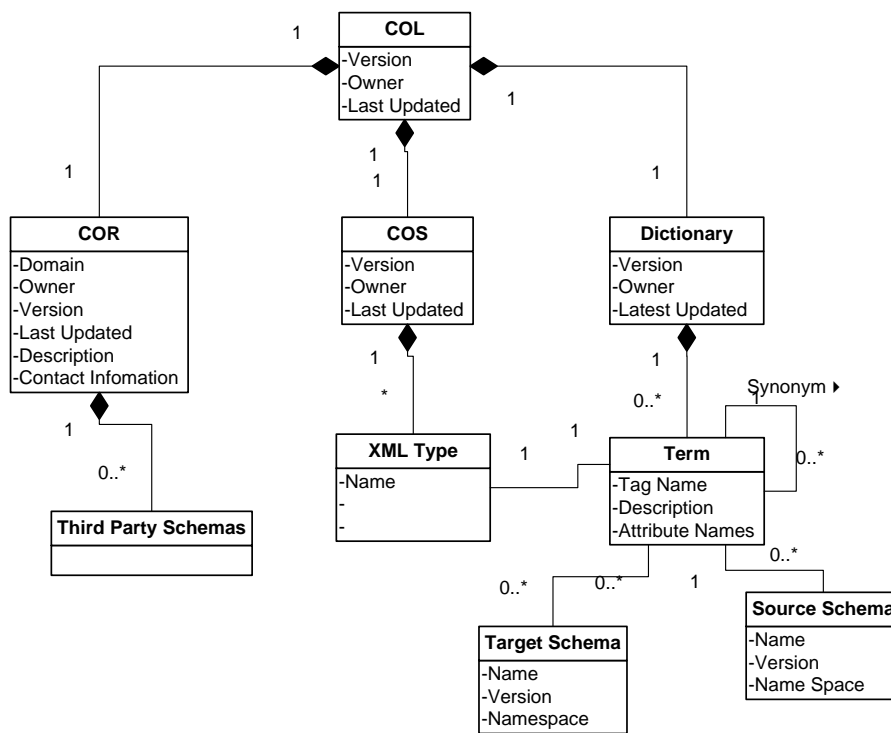 COL
-Version
-Owner
-Last Updated
1
1
1
1
1
1
COR
-Domain
-Owner
-Version
-Last Updated
-Description
-Contact Infomation
COS
-Version
-Owner
-Last Updated
Dictionary
-Version
-Owner
-Latest Updated
1
0..*
1
*
1
0..*
Synonym
1
0..*
Third Party Schemas
XML Type
-Name
-
-
1
1
Term
-Tag Name
-Description
-Attribute Names
0..*
0..*
1
0..*
Target Schema
-Name
-Version
-Namespace
Source Schema
-Name
-Version
-Name Space